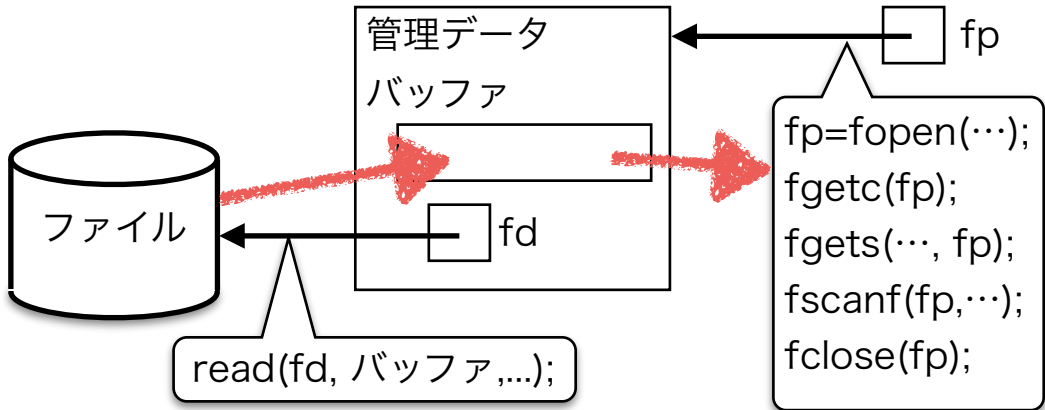 管理データ
バッファ
fp
ファイル
fd
read(fd, バッファ,...);
fp=fopen(⋯);
fgetc(fp);
fgets(⋯, fp);
fscanf(fp,⋯);
fclose(fp);